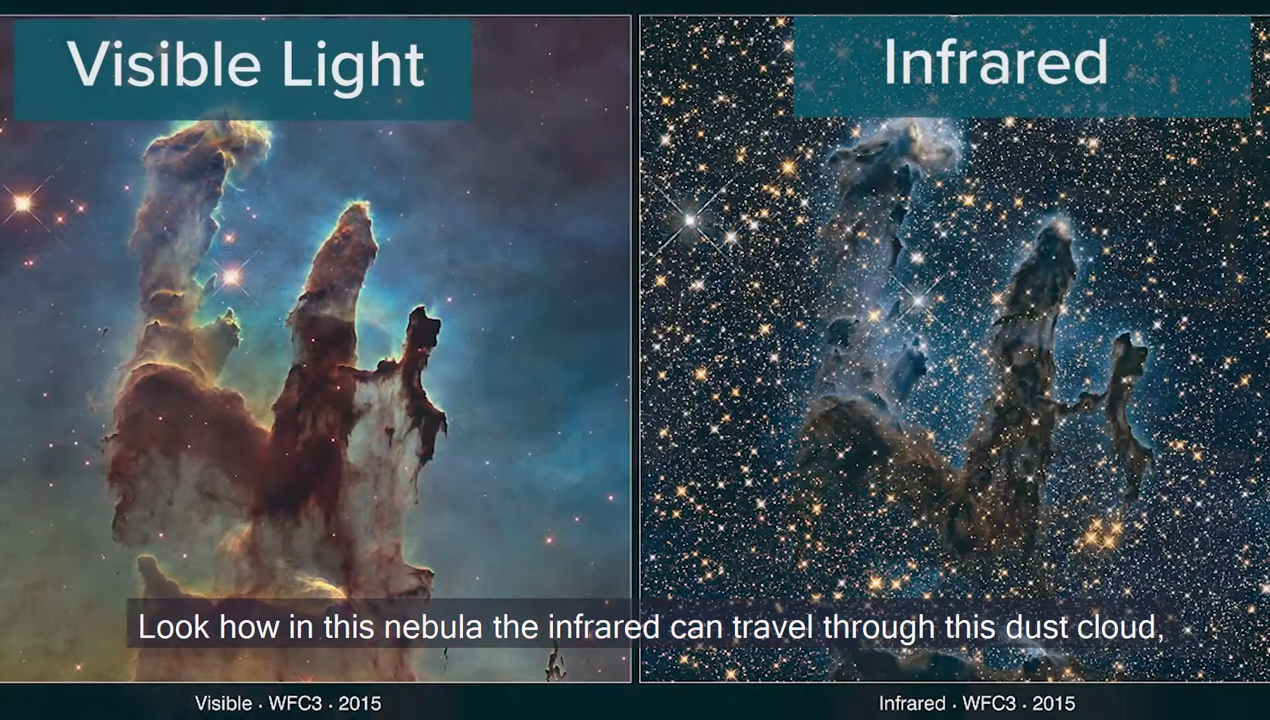 Visible Light
Infrared
Look how in this nebula the infrared can travel through this dust cloud,
Visible · WFC3 · 2015
Infrared · WFC3 · 2015